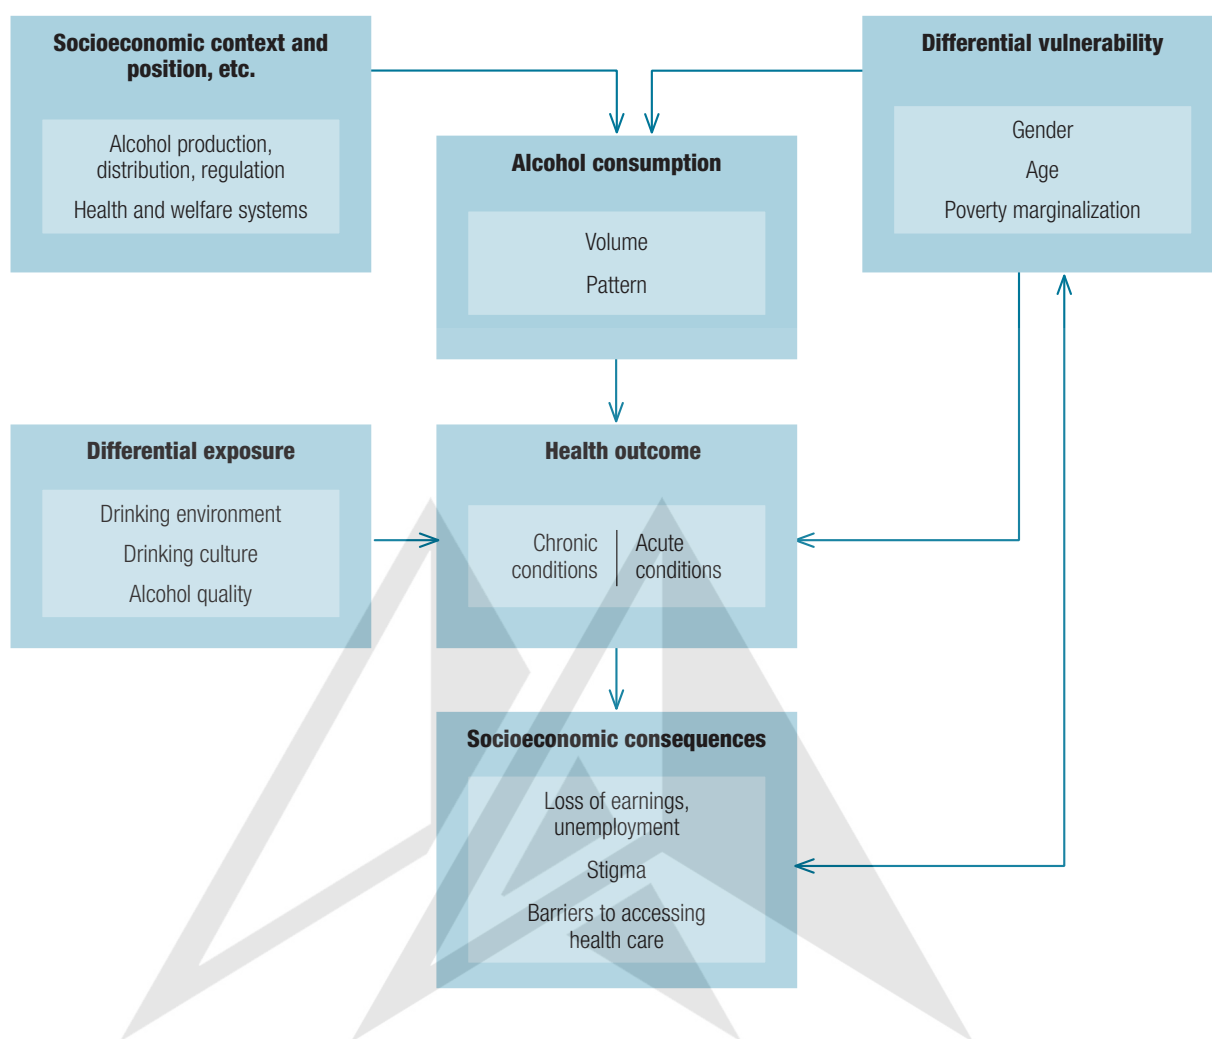 Socioeconomic context and
position, etc.
Alcohol production,
distribution, regulation
Health and welfare systems
Differential vulnerability
Gender
Age
Poverty marginalization
Alcohol consumption
Volume
Pattern
Differential exposure
Drinking environment
Drinking culture
Alcohol quality
Health outcome
Chronic
conditions
Acute
conditions
Socioeconomic consequences
Loss of earnings,
unemployment
Stigma
Barriers to accessing
health care